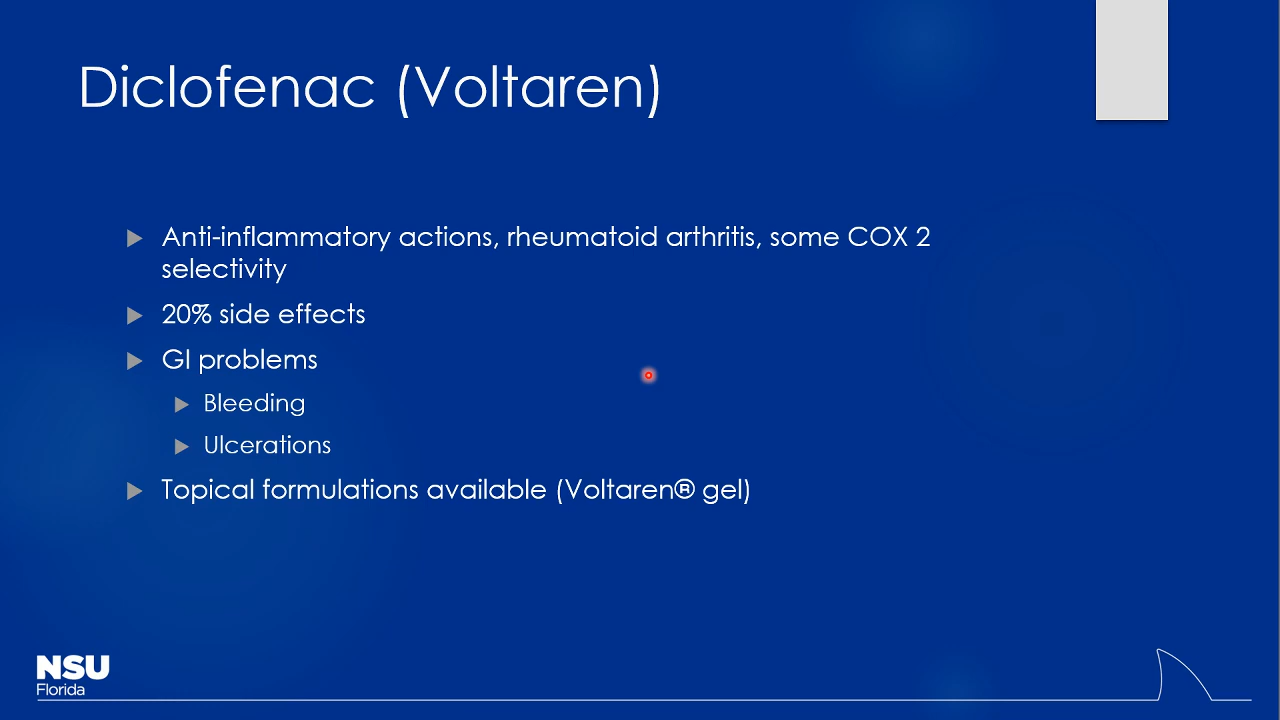 Diclofenac (Voltaren)
Anti-inflammatory actions, rheumatoid arthritis, some COX 2
selectivity
20% side effects
GI problems
Bleeding
Ulcerations
Topical formulations available (Voltaren® gel)
NSU
Florida